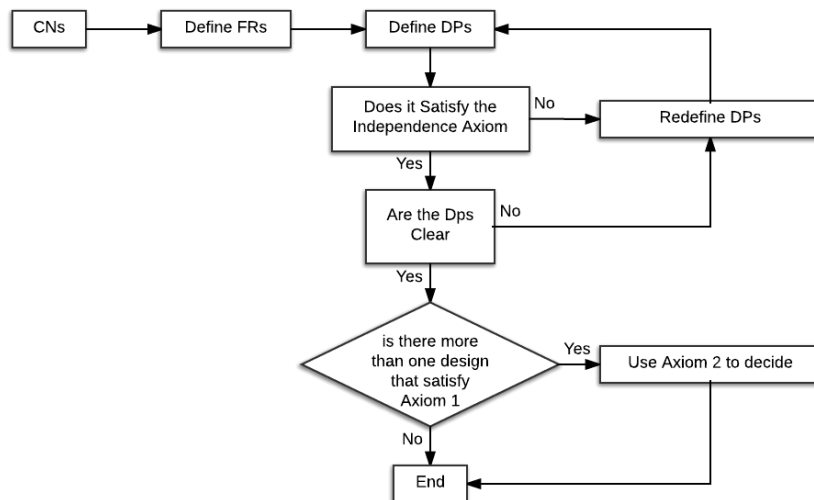 CNs
Define FRs
Define DPs
Does it Satisfy the
Independence Axiom
No
Redefine DPs
Yes
Are the Dps
Clear
No
Yes
is there more
than one design
that satisfy
Axiom 1
Yes
Use Axiom 2 to decide
No
End